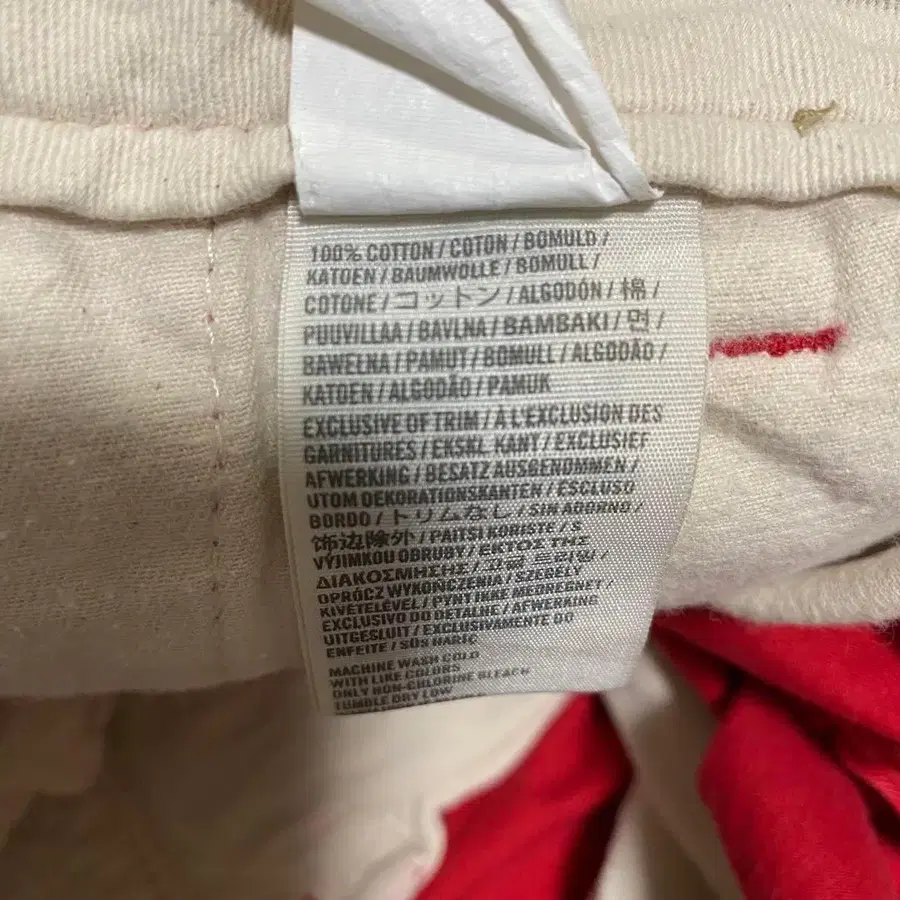 100% COTTON / COTON / BOMULD /
KATOEN / BAUMWOLLE / BOMULL /
COTONE / コットン / ALGODÓN / 棉 /
PUUVILLAA / BAVLNA / BAMBAKI / 면 /
BAWEŁNA / PAMUT / BOMULL / ALGODÃO /
KATOEN / ALGODÃO / PAMUK
EXCLUSIVE OF TRIM / À L'EXCLUSION DES
GARNITURES / EKSKL. KANT / EXCLUSIEF
AFWERKING / BESATZ AUSGENOMMEN /
UTOM DEKORATIONSKANTEN / ESCLUSO
BORDO / トリムなし / SIN ADORNO /
饰边除外 / PAITSI KORISTE / S
VÝJIMKOU OBRUBY / ΕΚΤΟΣ ΤΗΣ
ΔΙΑΚΟΣΜΗΣΗΣ /
OPRÓCZ WYKOŃCZENIA / SZEGÉLY
KIVÉTELÉVEL / PYNT IKKE MEDREGNET /
EXCLUSIVO DO DETALHE / AFWERKING
UITGESLUIT / EXCLUSIVAMENTE DO
ENFEITE / SÜS HARİÇ
MACHINE WASH COLD
WITH LIKE COLORS
ONLY NON-CHLORINE BLEACH
TUMBLE DRY LOW